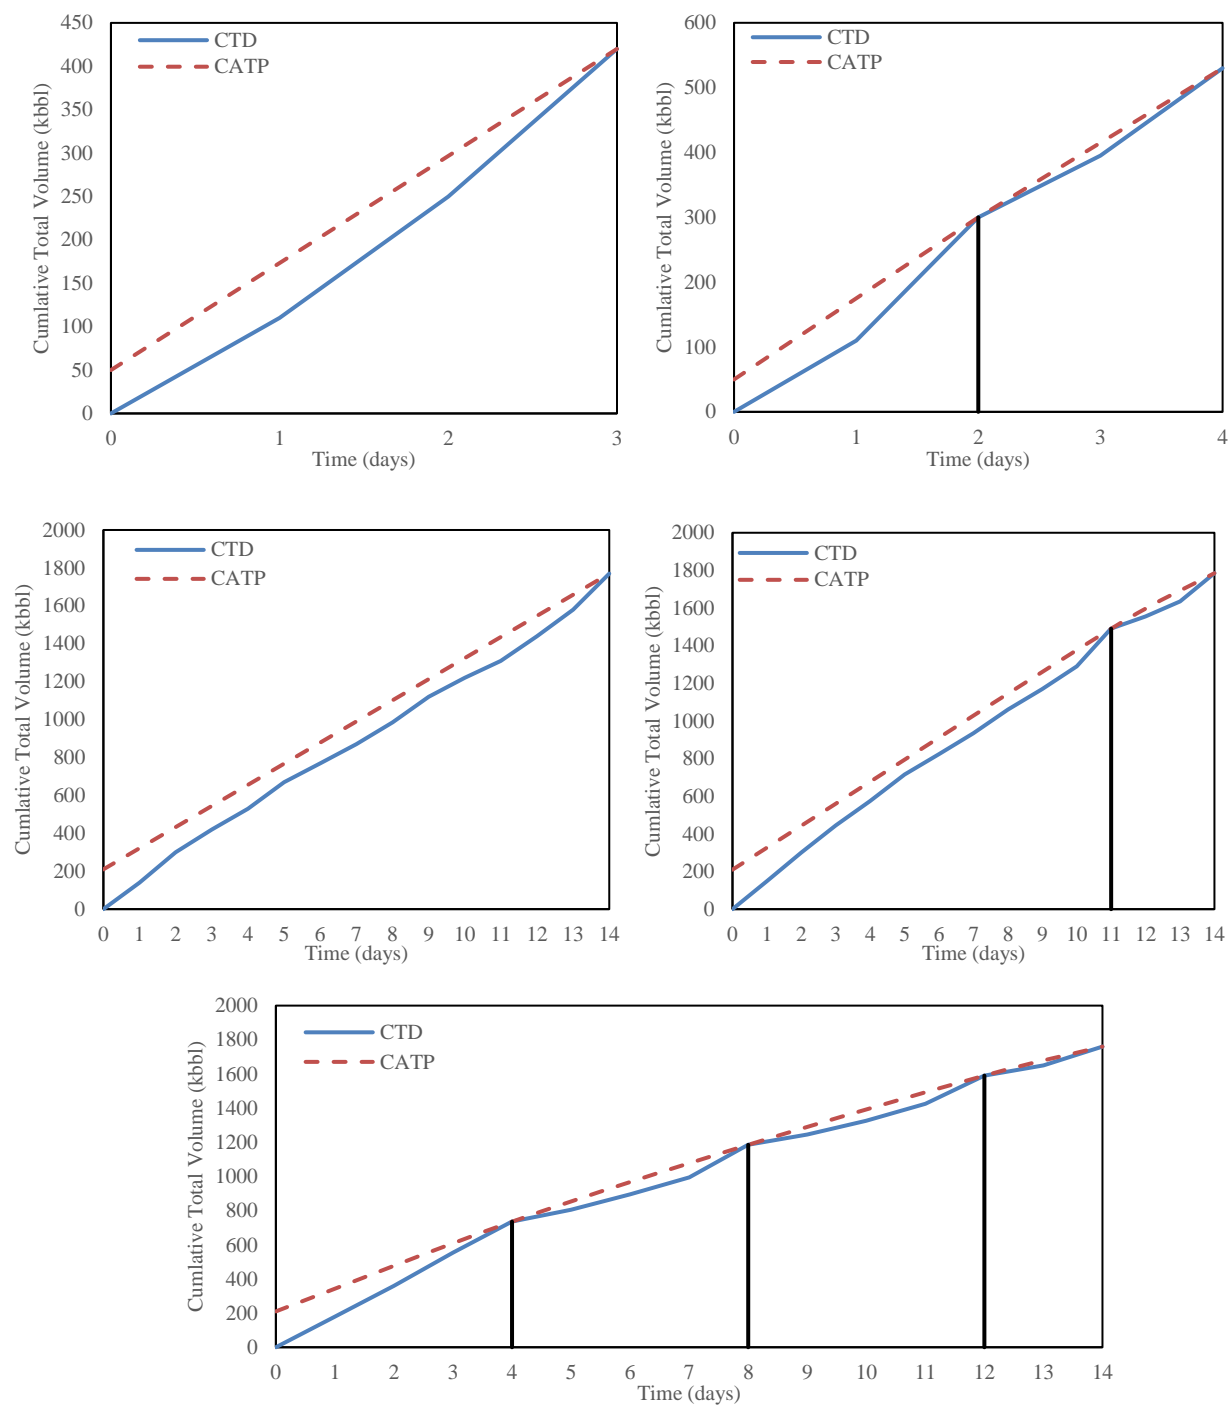 CTD
CATP
Cumlative Total Volume (kbbl)
450
400
350
300
250
200
150
100
50
0
0 1 2 3
Time (days)
CTD
CATP
Cumlative Total Volume (kbbl)
600
500
400
300
200
100
0
0 1 2 3 4
Time (days)
CTD
CATP
Cumlative Total Volume (kbbl)
2000
1800
1600
1400
1200
1000
800
600
400
200
0
0 1 2 3 4 5 6 7 8 9 10 11 12 13 14
Time (days)
CTD
CATP
Cumlative Total Volume (kbbl)
2000
1800
1600
1400
1200
1000
800
600
400
200
0
0 1 2 3 4 5 6 7 8 9 10 11 12 13 14
Time (days)
CTD
CATP
Cumlative Total Volume (kbbl)
2000
1800
1600
1400
1200
1000
800
600
400
200
0
0 1 2 3 4 5 6 7 8 9 10 11 12 13 14
Time (days)